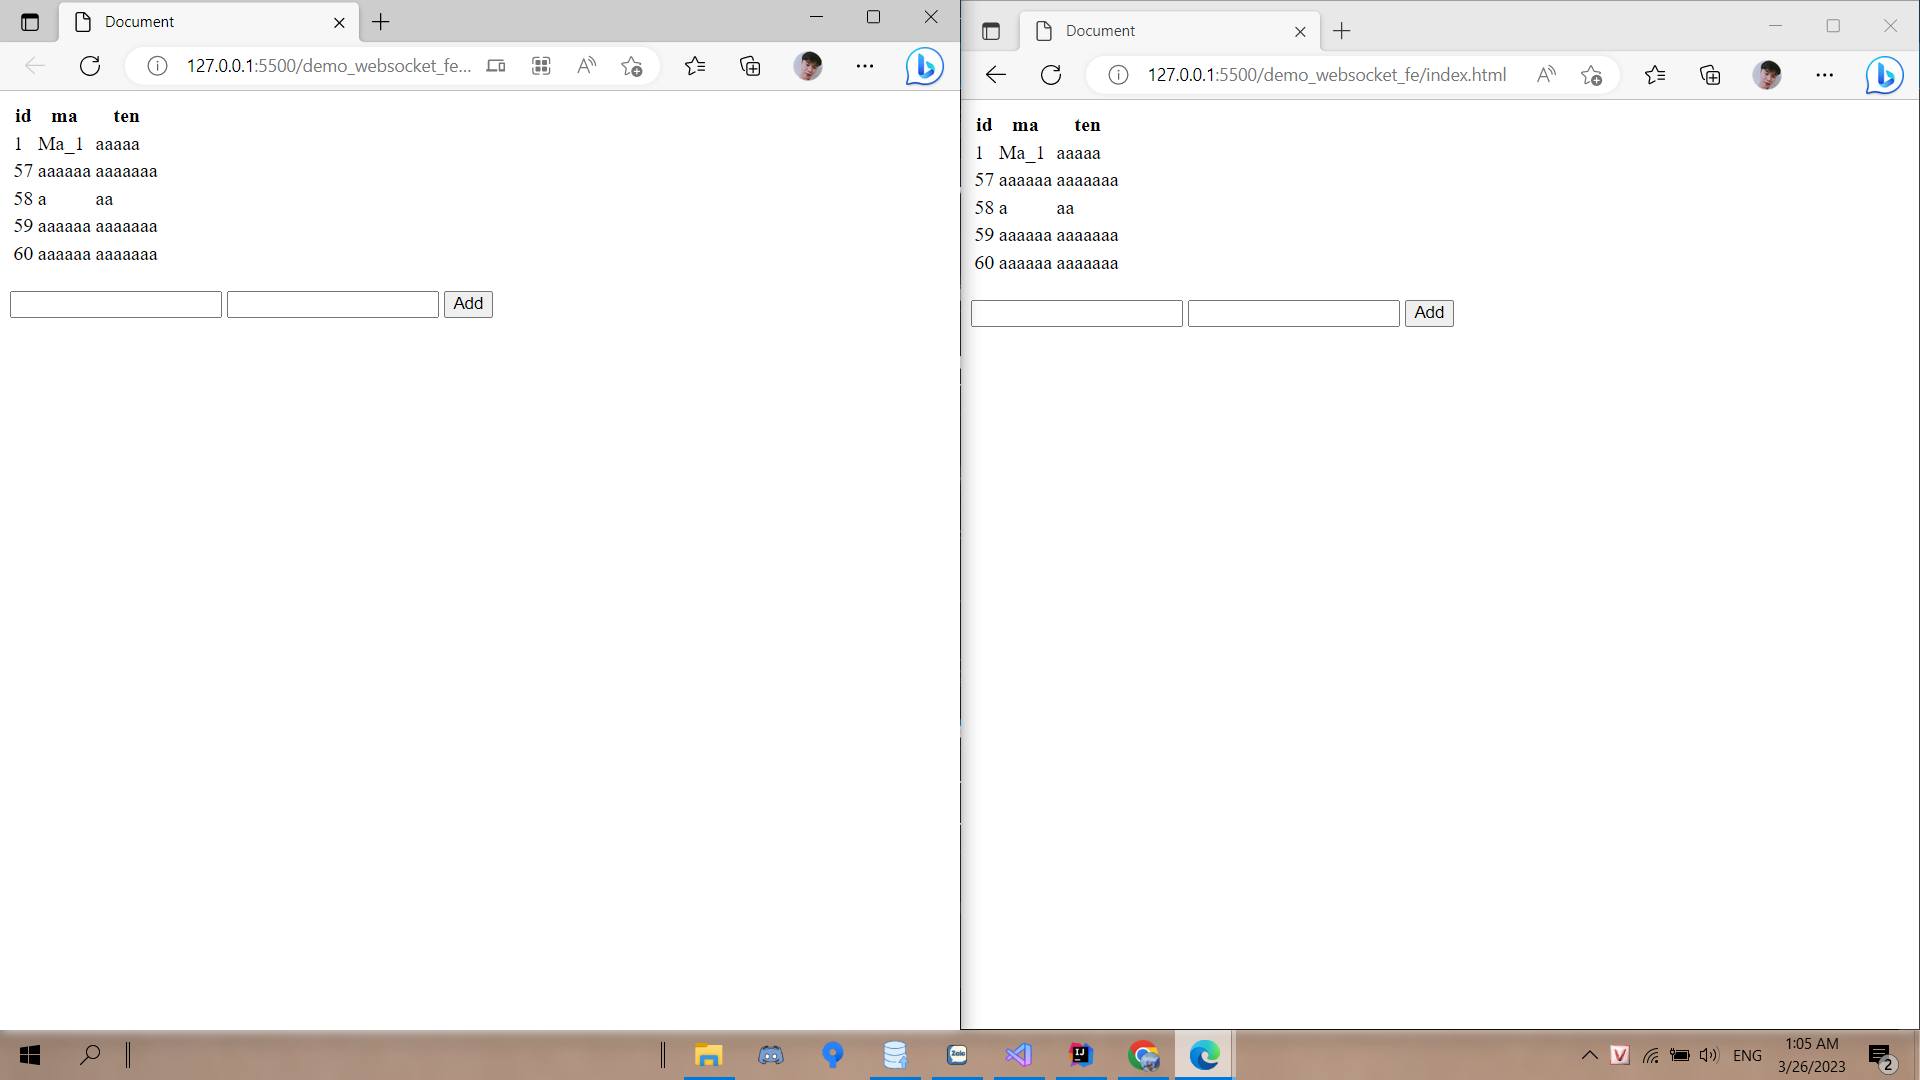 Document
127.0.0.1:5500/demo_websocket_fe...
id ma ten
1 Ma_1 aaaaa
57 aaaaaa aaaaaaa
58 a aa
59 aaaaaa aaaaaaa
60 aaaaaa aaaaaaa
Add
Document
127.0.0.1:5500/demo_websocket_fe/index.html
id ma ten
1 Ma_1 aaaaa
57 aaaaaa aaaaaaa
58 a aa
59 aaaaaa aaaaaaa
60 aaaaaa aaaaaaa
Add
Zalo
IJ
V
ENG
1:05 AM
3/26/2023
2